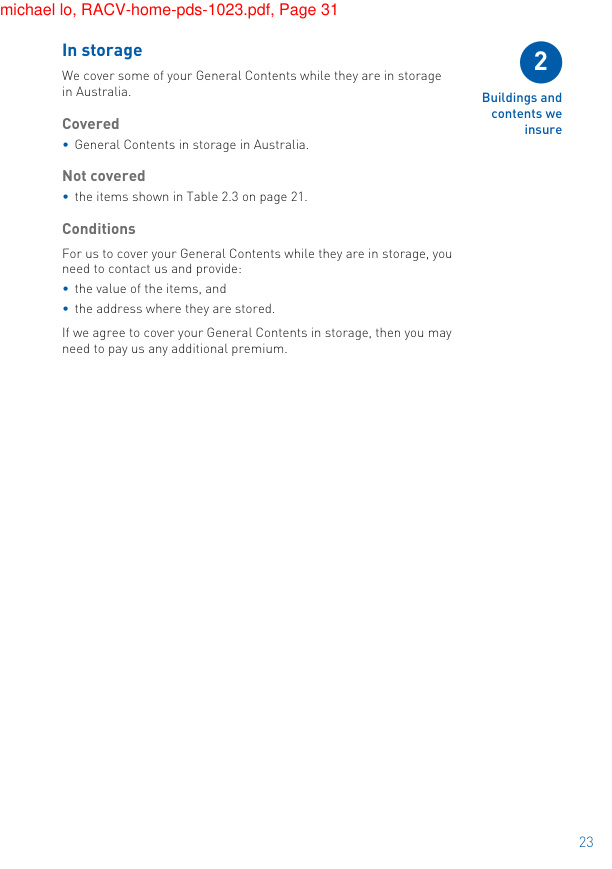 michael lo, RACV-home-pds-1023.pdf, Page 31
In storage
We cover some of your General Contents while they are in storage
in Australia.
Covered
• General Contents in storage in Australia.
Not covered
• the items shown in Table 2.3 on page 21.
Conditions
For us to cover your General Contents while they are in storage, you
need to contact us and provide:
• the value of the items, and
• the address where they are stored.
If we agree to cover your General Contents in storage, then you may
need to pay us any additional premium.
2
Buildings and
contents we
insure
23